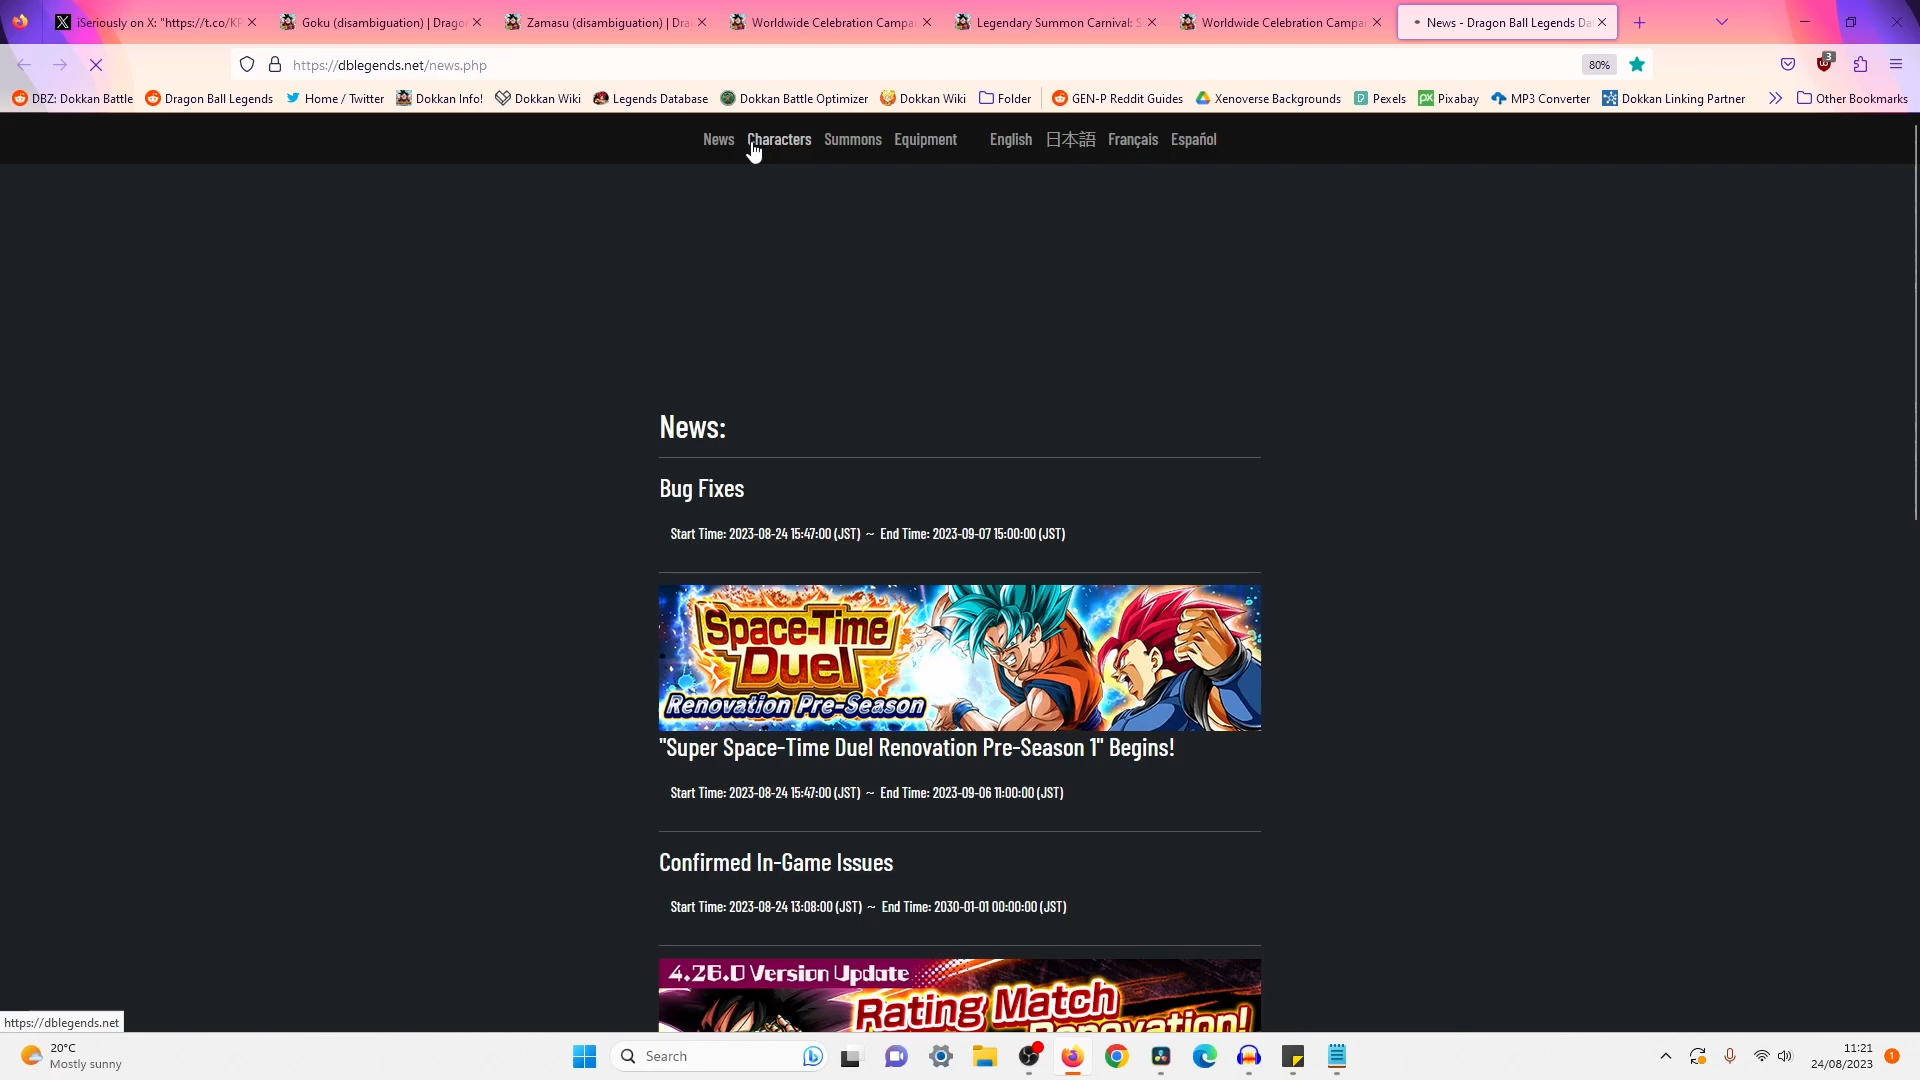 iSeriously on X: "https://t.co/KF
Goku (disambiguation) | Drago
Zamasu (disambiguation) | Dra
Worldwide Celebration Campai
Legendary Summon Carnival: S
Worldwide Celebration Campai
News - Dragon Ball Legends Da
https://dblegends.net/news.php
80%
3
DBZ: Dokkan Battle
Dragon Ball Legends
Home / Twitter
Dokkan Info!
Dokkan Wiki
Legends Database
Dokkan Battle Optimizer
Dokkan Wiki
Folder
GEN-P Reddit Guides
Xenoverse Backgrounds
Pexels
Pixabay
MP3 Converter
Dokkan Linking Partner
Other Bookmarks
News Characters Summons Equipment English 日本語 Français Español
News:
Bug Fixes
Start Time: 2023-08-24 15:47:00 (JST) ~ End Time: 2023-09-07 15:00:00 (JST)
Space-Time
Duel
Renovation Pre-Season
"Super Space-Time Duel Renovation Pre-Season 1" Begins!
Start Time: 2023-08-24 15:47:00 (JST) ~ End Time: 2023-09-06 11:00:00 (JST)
Confirmed In-Game Issues
Start Time: 2023-08-24 13:08:00 (JST) ~ End Time: 2030-01-01 00:00:00 (JST)
4.26.0 Version Update
Rating Match
Renovation!
https://dblegends.net
20°C
Mostly sunny
Search
11:21
24/08/2023
1